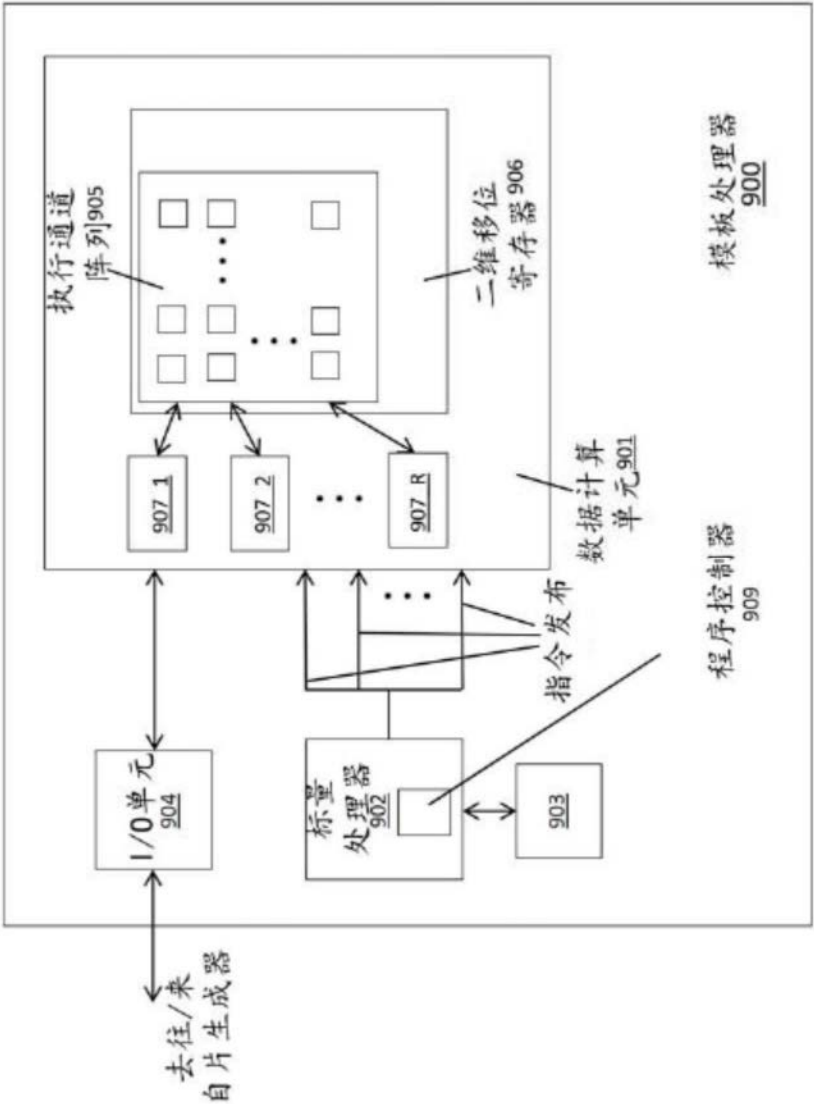 执行通道
阵列905
二维移位
寄存器906
模板处理器
900
907_1
907_2
907_R
数据计算
单元901
指令发布
程序控制器
909
I/O单元
904
标量
处理器
902
903
去往/来
自片生成器